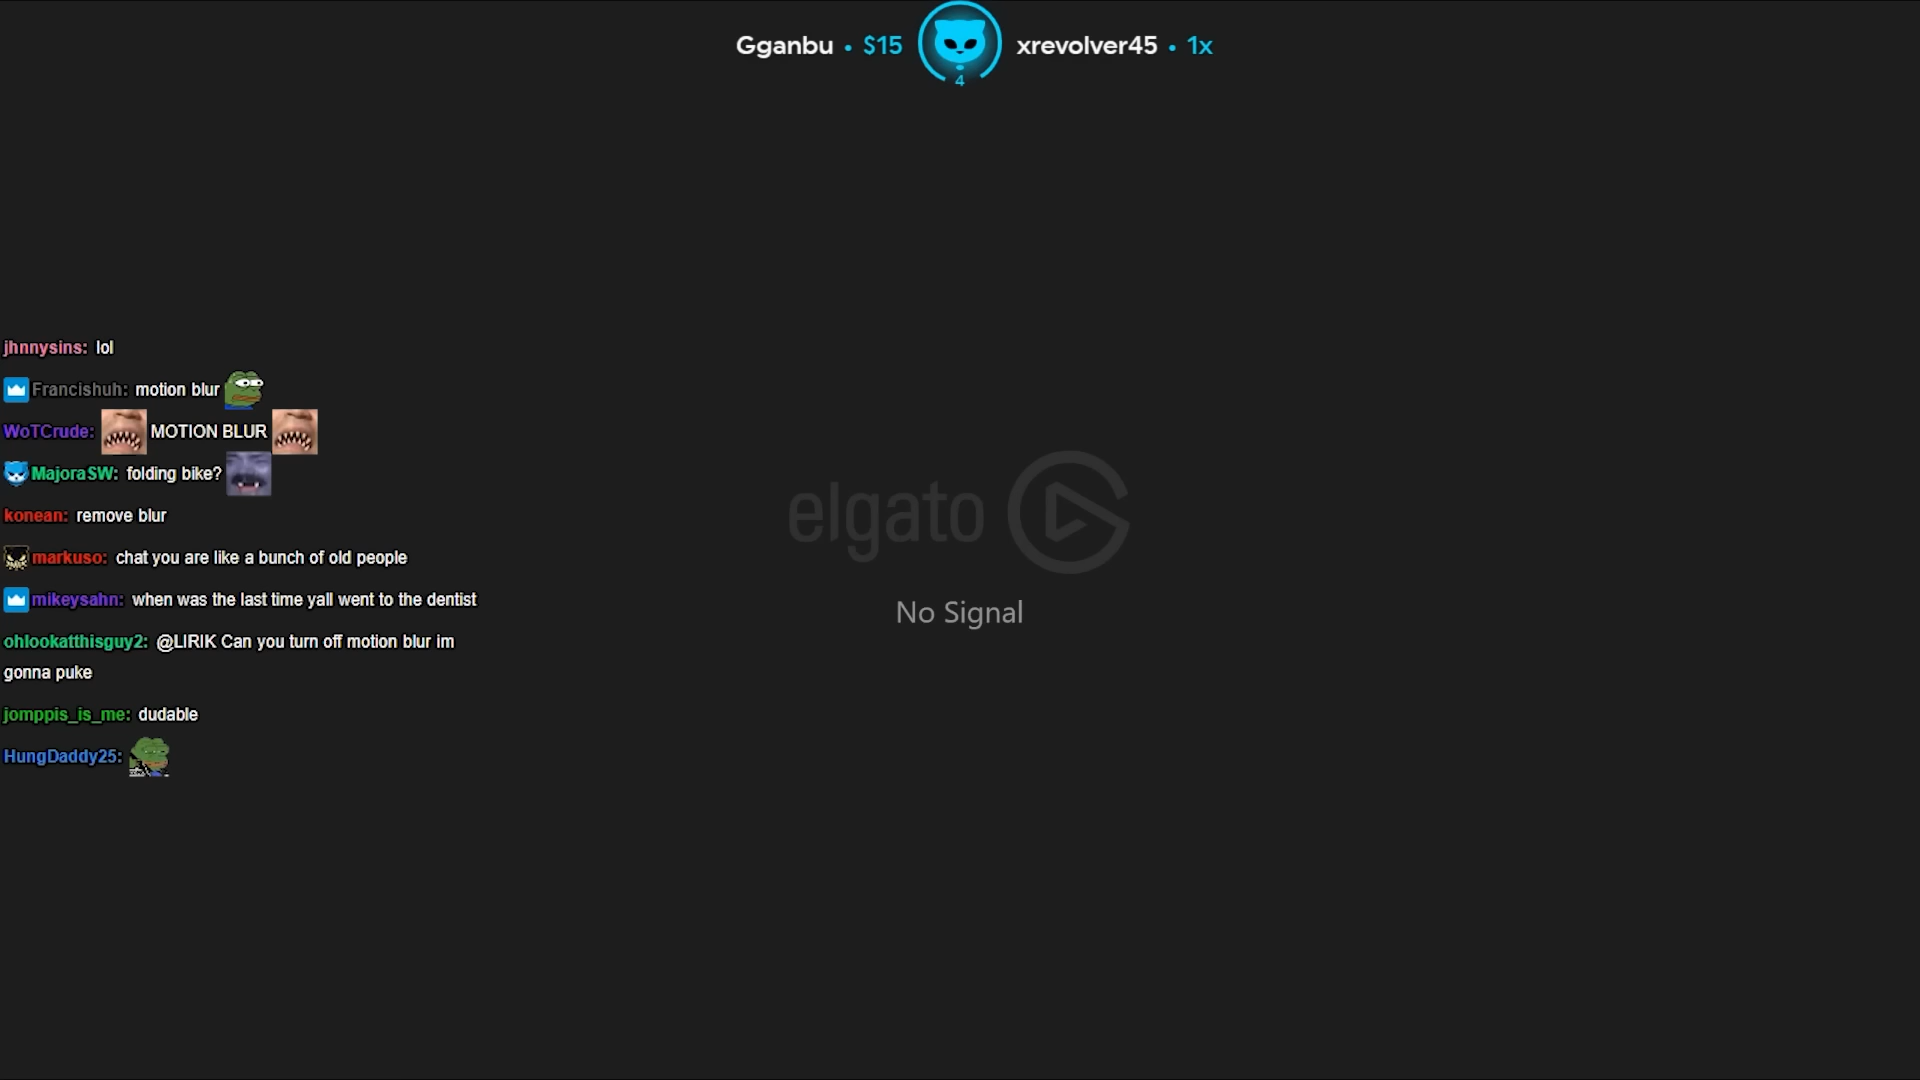 Gganbu • $15
4
xrevolver45 • 1x
jhnnysins: lol
Francishuh: motion blur
WoTCrude: MOTION BLUR
MajoraSW: folding bike?
konean: remove blur
markuso: chat you are like a bunch of old people
mikeysahn: when was the last time yall went to the dentist
ohlookatthisguy2: @LIRIK Can you turn off motion blur im
gonna puke
jomppis_is_me: dudable
HungDaddy25:
elgato
No Signal